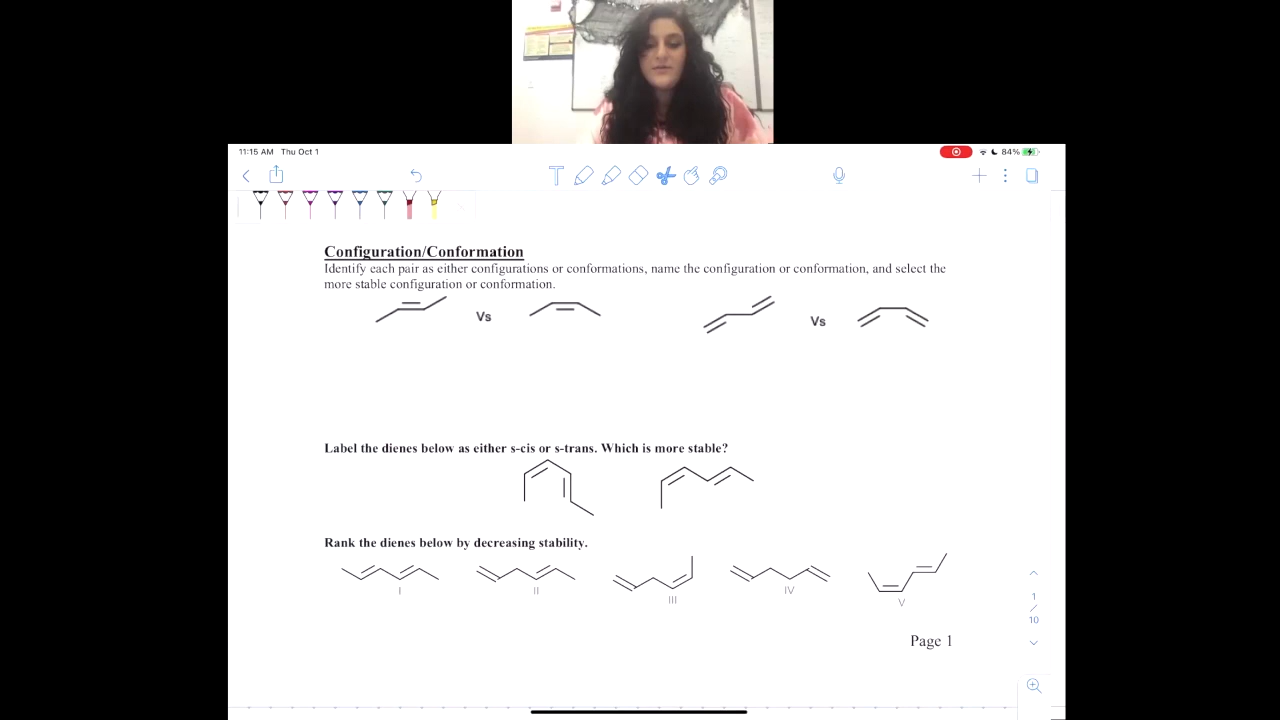 11:15 AM Thu Oct 1
84%
T
Configuration/Conformation
Identify each pair as either configurations or conformations, name the configuration or conformation, and select the
more stable configuration or conformation.
Vs
Vs
Label the dienes below as either s-cis or s-trans. Which is more stable?
Rank the dienes below by decreasing stability.
I II III IV V
1
/
10
Page 1